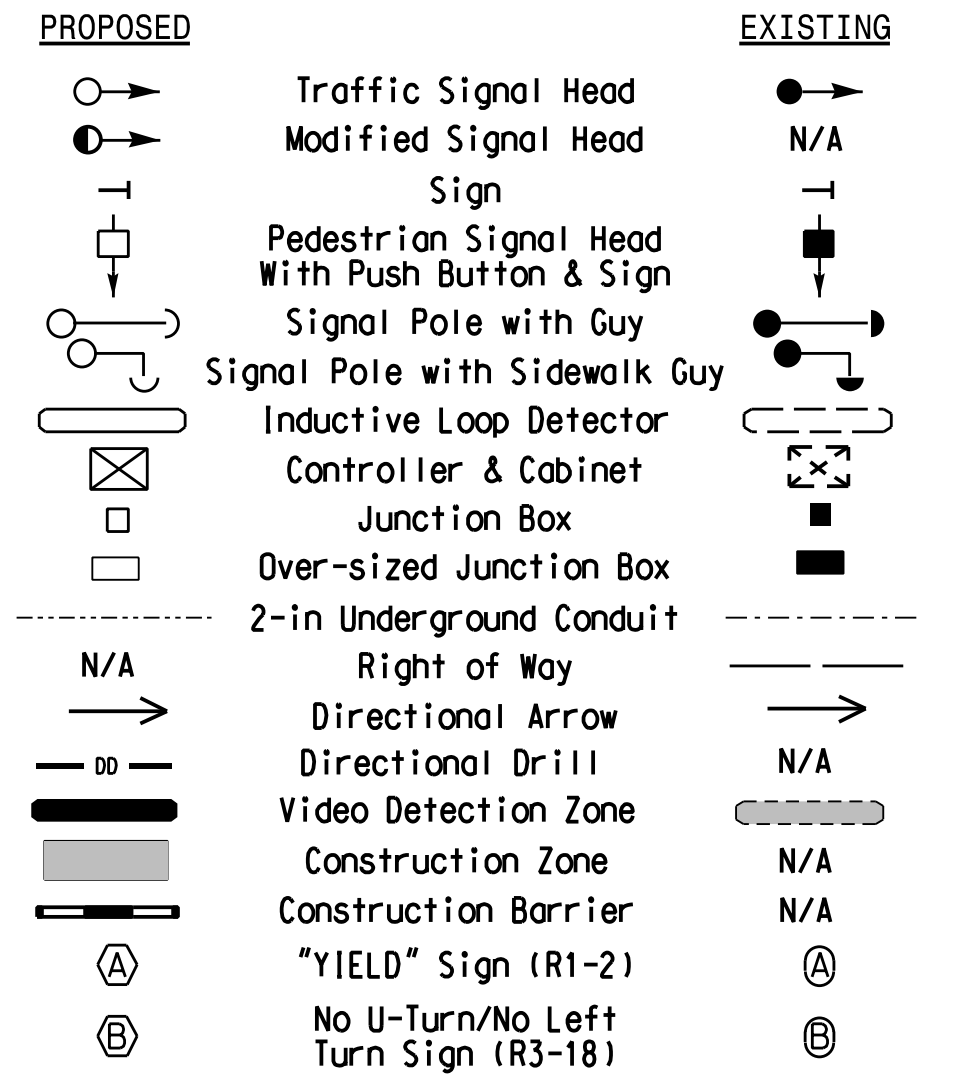 PROPOSED EXISTING
Traffic Signal Head
Modified Signal Head N/A
Sign
Pedestrian Signal Head
With Push Button & Sign
Signal Pole with Guy
Signal Pole with Sidewalk Guy
Inductive Loop Detector
Controller & Cabinet
Junction Box
Over-sized Junction Box
2-in Underground Conduit
N/A Right of Way
Directional Arrow
DD Directional Drill N/A
Video Detection Zone
Construction Zone N/A
Construction Barrier N/A
A "YIELD" Sign (R1-2) A
No U-Turn/No Left
B Turn Sign (R3-18) B